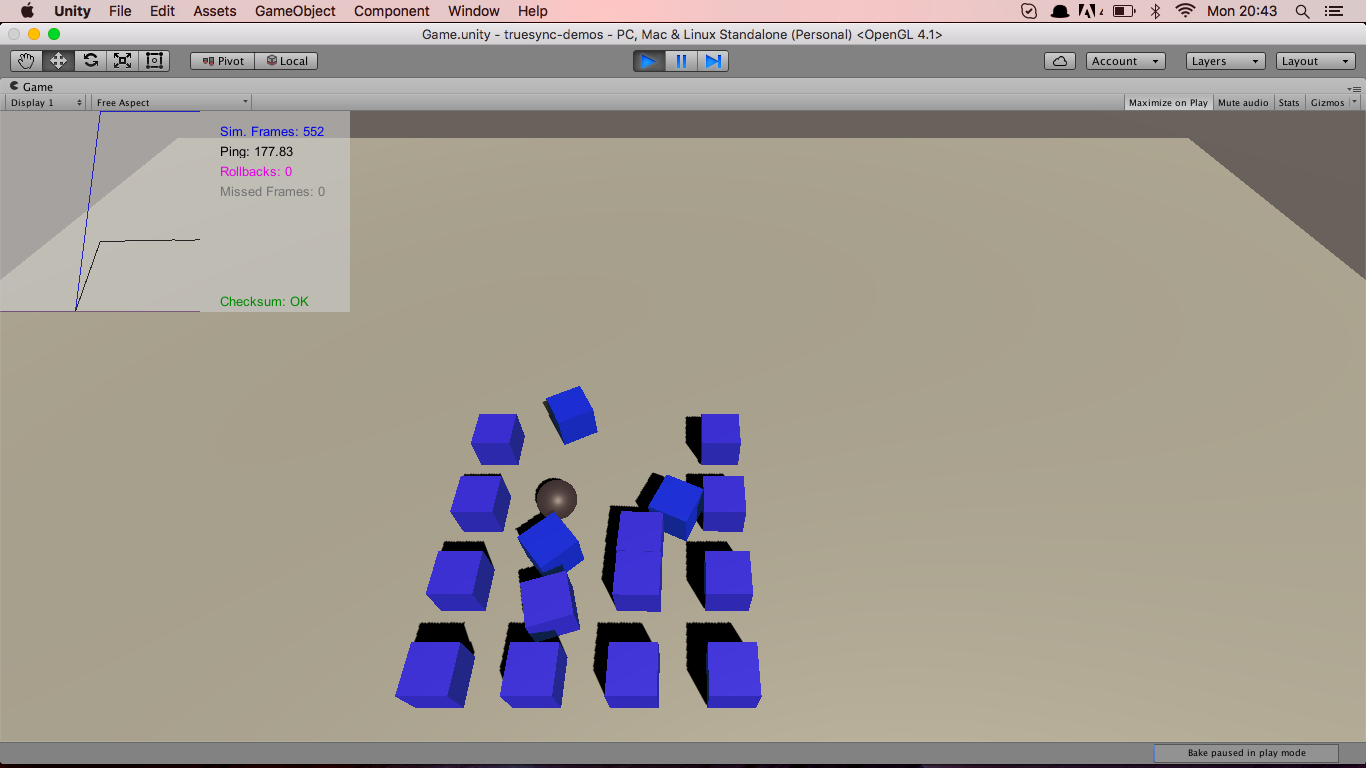 Unity File Edit Assets GameObject Component Window Help Mon 20:43
Game.unity - truesync-demos - PC, Mac & Linux Standalone (Personal) <OpenGL 4.1>
Pivot Local Account Layers Layout
Game
Display 1 Free Aspect Maximize on Play Mute audio Stats Gizmos
Sim. Frames: 552
Ping: 177.83
Rollbacks: 0
Missed Frames: 0
Checksum: OK
Bake paused in play mode